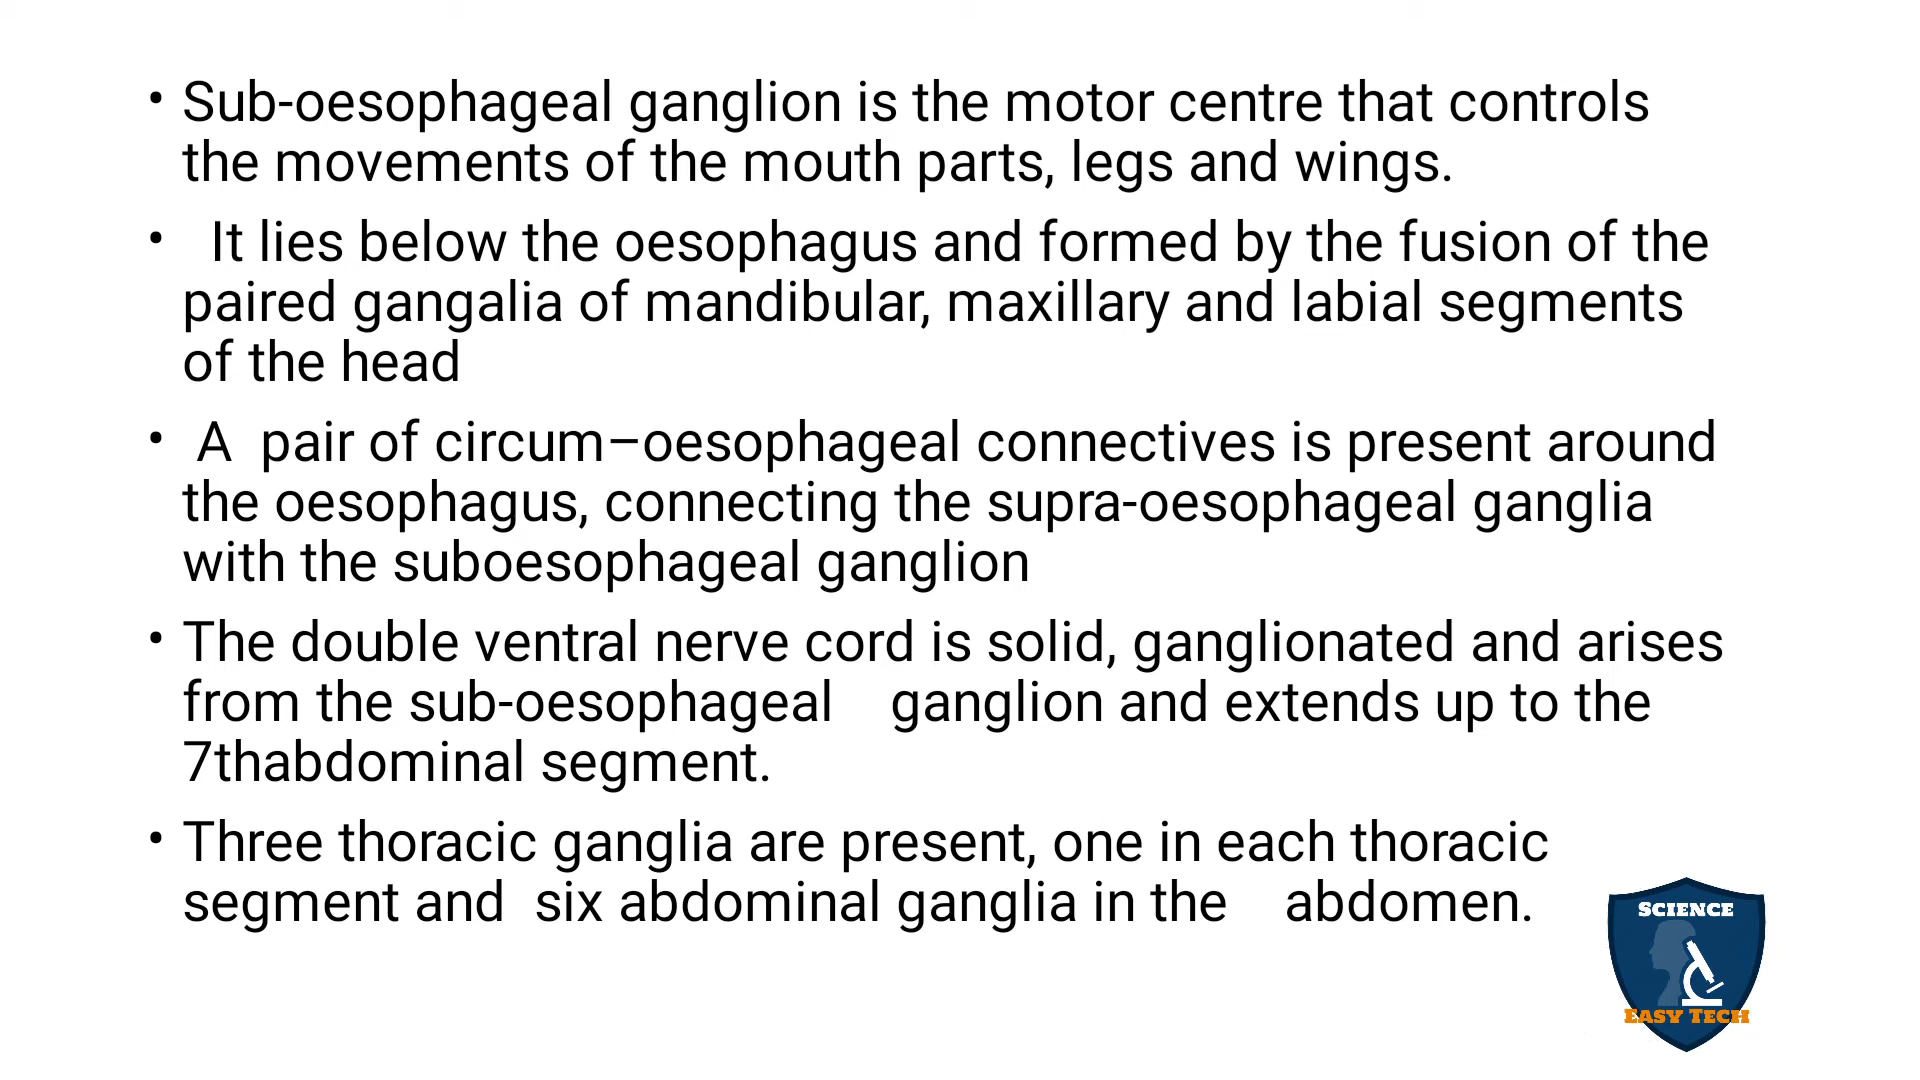 • Sub-oesophageal ganglion is the motor centre that controls
the movements of the mouth parts, legs and wings.
• It lies below the oesophagus and formed by the fusion of the
paired gangalia of mandibular, maxillary and labial segments
of the head
• A pair of circum–oesophageal connectives is present around
the oesophagus, connecting the supra-oesophageal ganglia
with the suboesophageal ganglion
• The double ventral nerve cord is solid, ganglionated and arises
from the sub-oesophageal ganglion and extends up to the
7thabdominal segment.
• Three thoracic ganglia are present, one in each thoracic
segment and six abdominal ganglia in the abdomen.
SCIENCE
EASY TECH